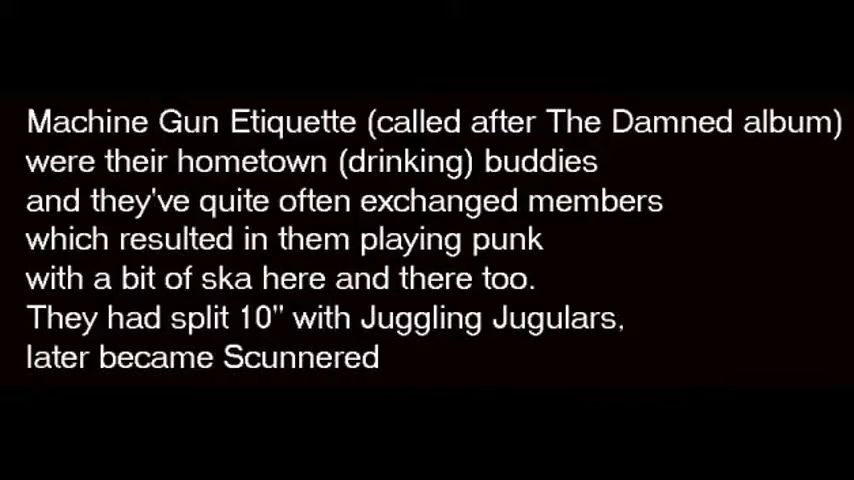 Machine Gun Etiquette (called after The Damned album)
were their hometown (drinking) buddies
and they've quite often exchanged members
which resulted in them playing punk
with a bit of ska here and there too.
They had split 10" with Juggling Jugulars,
later became Scunnered